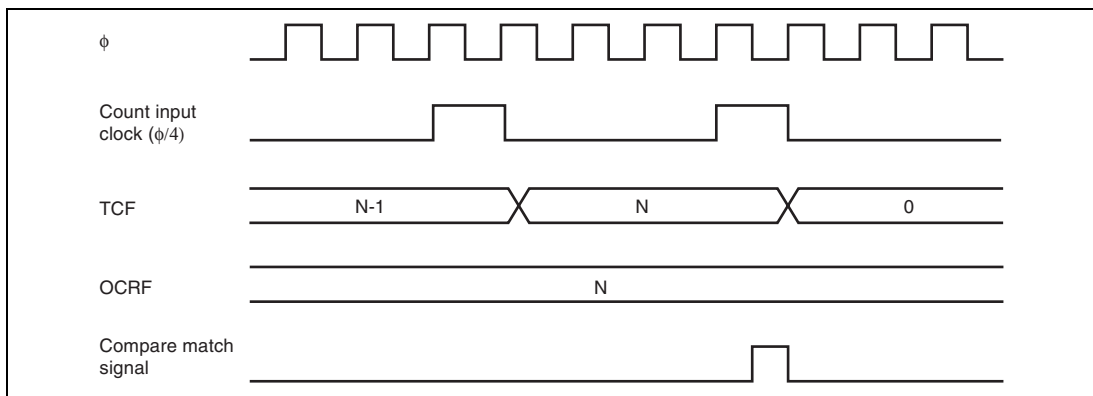 ϕ
Count input
clock (ϕ/4)
TCF
N-1
N
0
OCRF
N
Compare match
signal